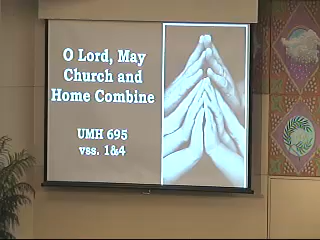 O Lord, May
Church and
Home Combine
UMH 695
vss. 1&4